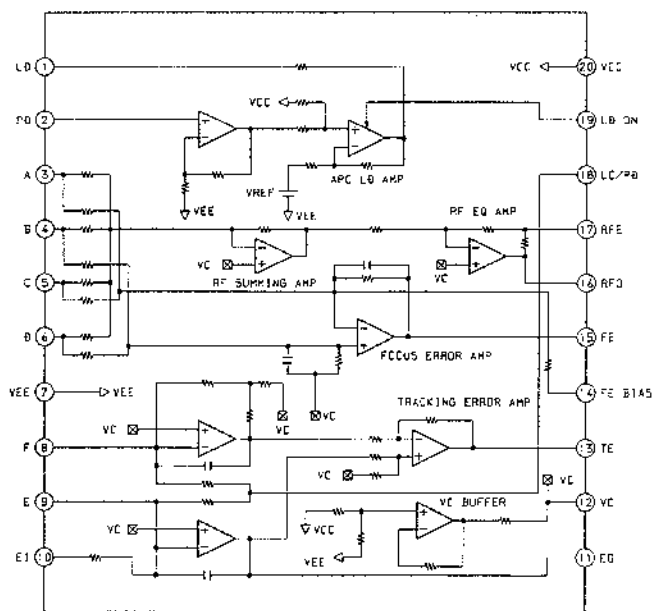 LD 1
PD 2
A 3
B 4
C 5
D 6
VEE 7
F 8
E 9
EI 10
20 VCC
19 LD ON
18 LC/PD
17 RFE
16 RFO
15 FE
14 FE BIAS
13 TE
12 VC
11 EO
VCC
VCC
APC LD AMP
VREF
VEE
VEE
RF EQ AMP
VC
RF SUMMING AMP
VC
FOCUS ERROR AMP
VEE
VC
VC
VC
TRACKING ERROR AMP
VC
VC
VC
VC BUFFER
VCC
VEE